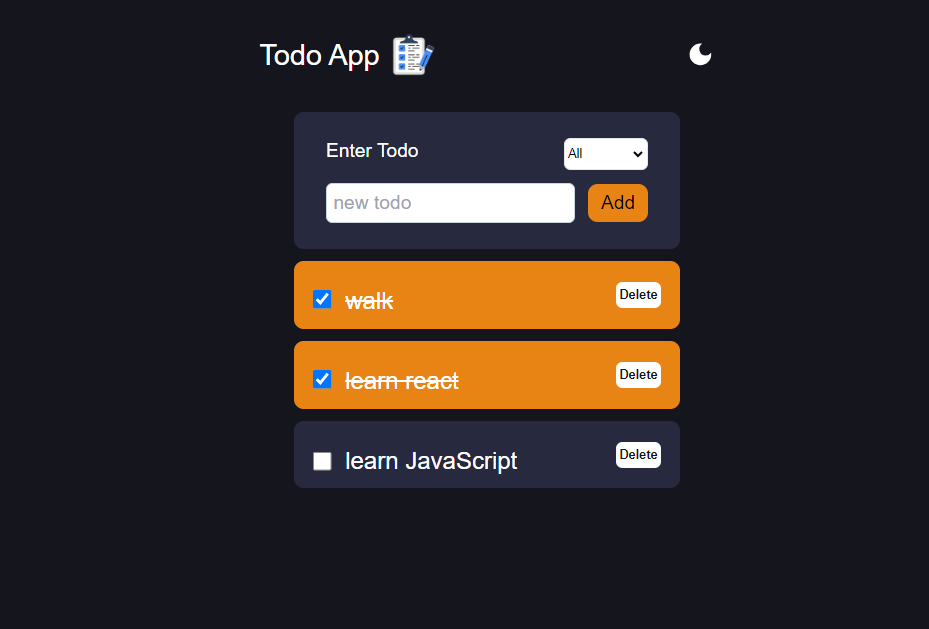 Todo App
Enter Todo
All
new todo
Add
walk
Delete
learn react
Delete
learn JavaScript
Delete